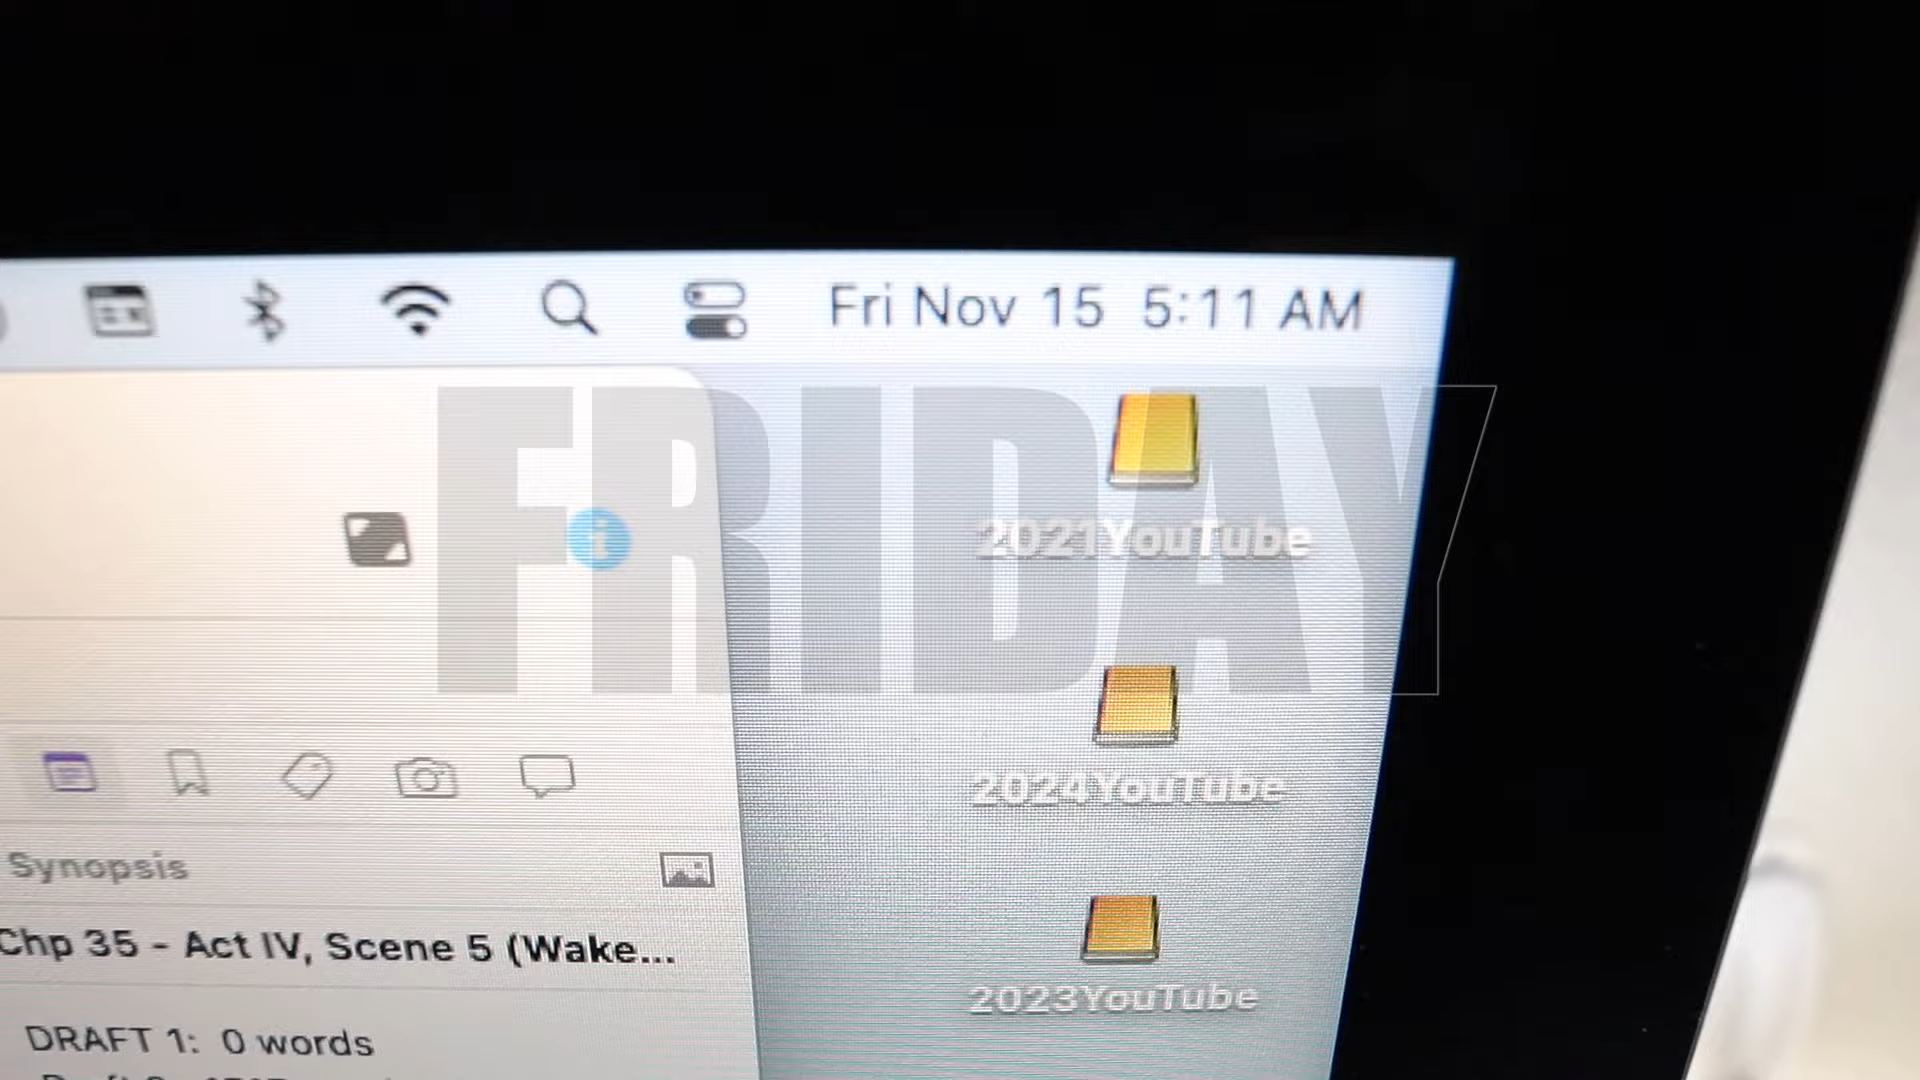 Fri Nov 15 5:11 AM
FRIDAY
2021YouTube
2024YouTube
Synopsis
Chp 35 - Act IV, Scene 5 (Wake...
2023YouTube
DRAFT 1: 0 words